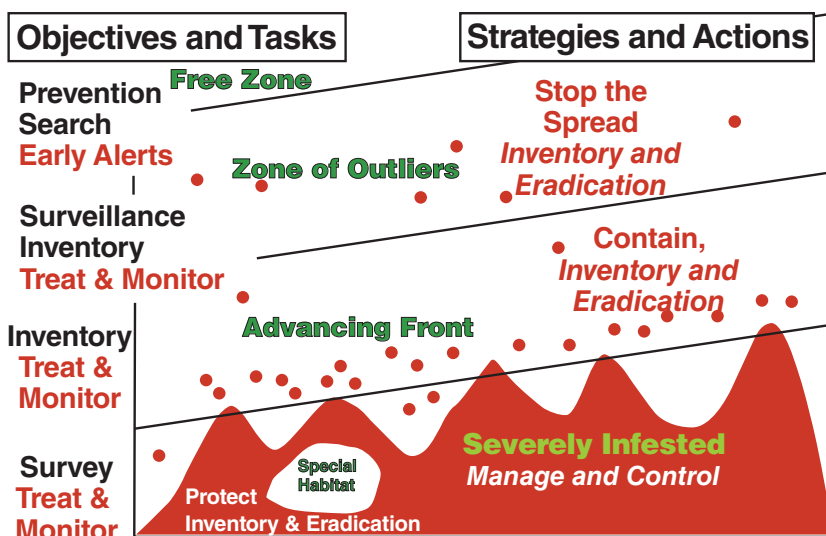 Objectives and Tasks
Strategies and Actions
Free Zone
Prevention
Search
Early Alerts
Stop the
Spread
Inventory and
Eradication
Zone of Outliers
Surveillance
Inventory
Treat & Monitor
Contain,
Inventory and
Eradication
Advancing Front
Inventory
Treat &
Monitor
Severely Infested
Manage and Control
Survey
Treat &
Monitor
Special
Habitat
Protect
Inventory & Eradication